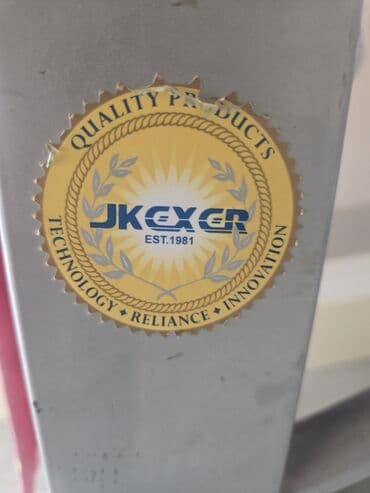 QUALITY PRODUCTS
JKEXER
EST.1981
TECHNOLOGY • RELIANCE • INNOVATION